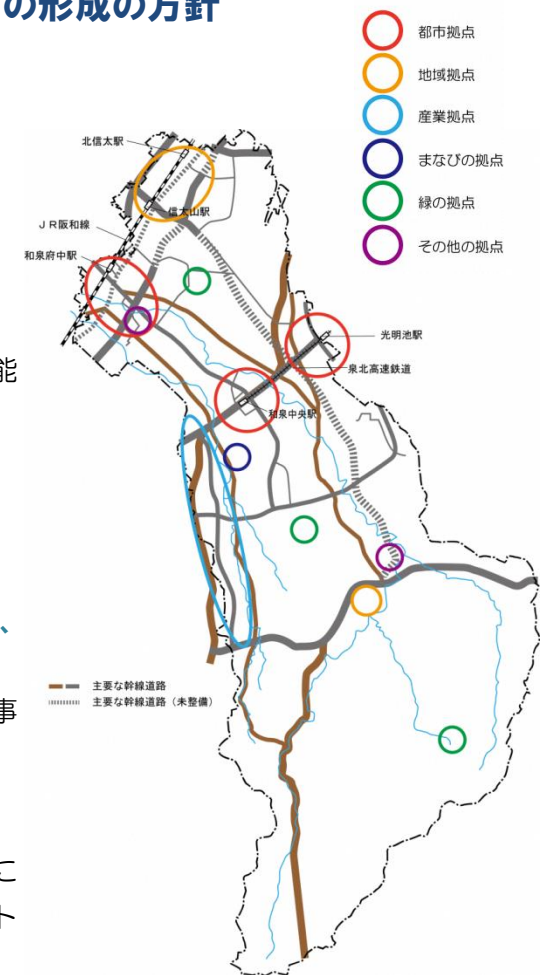 の形成の方針
都市拠点
地域拠点
産業拠点
まなびの拠点
緑の拠点
その他の拠点
北信太駅
信太山駅
JR阪和線
和泉府中駅
光明池駅
泉北高速鉄道
和泉中央駅
能
、
主要な幹線道路
主要な幹線道路（未整備）
事
に
ト